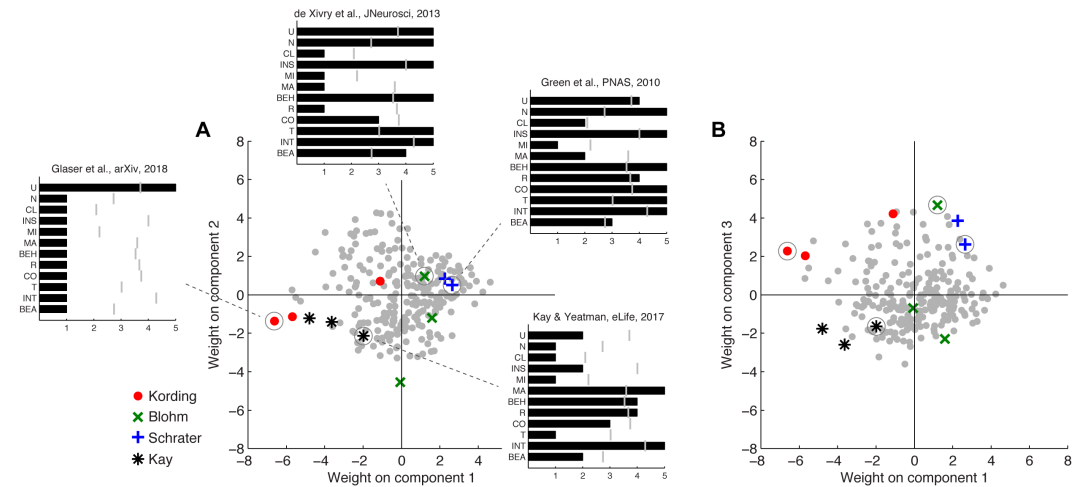 de Xivry et al., JNeurosci, 2013
U
N
CL
INS
MI
MA
BEH
R
CO
T
INT
BEA
1 2 3 4 5
Green et al., PNAS, 2010
U
N
CL
INS
MI
MA
BEH
R
CO
T
INT
BEA
1 2 3 4 5
Glaser et al., arXiv, 2018
U
N
CL
INS
MI
MA
BEH
R
CO
T
INT
BEA
1 2 3 4 5
Kay & Yeatman, eLife, 2017
U
N
CL
INS
MI
MA
BEH
R
CO
T
INT
BEA
1 2 3 4 5
A
8
6
4
2
0
−2
−4
−6
−8
Weight on component 2
−8 −6 −4 −2 0 2 4
Weight on component 1
Kording
Blohm
Schrater
Kay
B
8
6
4
2
0
−2
−4
−6
−8
Weight on component 3
−8 −6 −4 −2 0 2 4 6 8
Weight on component 1